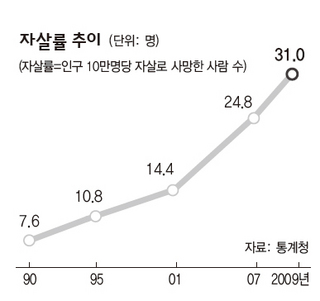 자살률 추이 (단위: 명)
(자살률=인구 10만명당 자살로 사망한 사람 수)
31.0
24.8
14.4
10.8
7.6
자료: 통계청
90 95 01 07 2009년